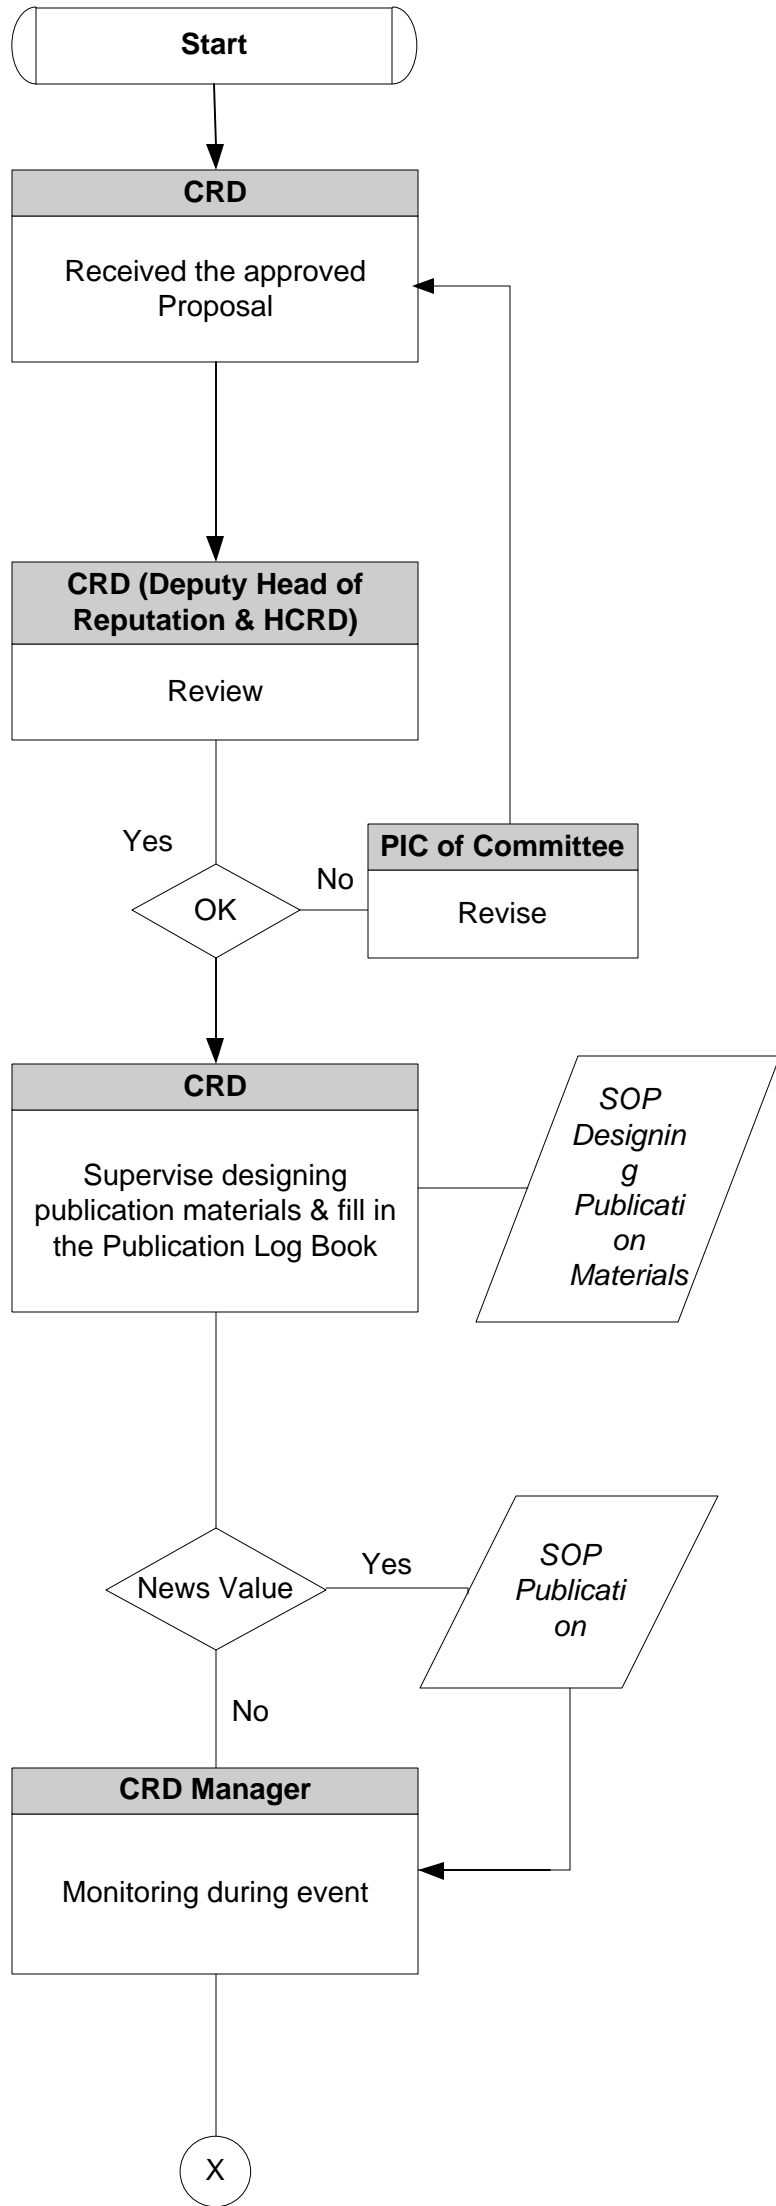 Start
CRD
Received the approved
Proposal
CRD (Deputy Head of
Reputation & HCRD)
Review
Yes
OK
No
PIC of Committee
Revise
CRD
Supervise designing
publication materials & fill in
the Publication Log Book
SOP
Designin
g
Publicati
on
Materials
News Value
Yes
SOP
Publicati
on
No
CRD Manager
Monitoring during event
X